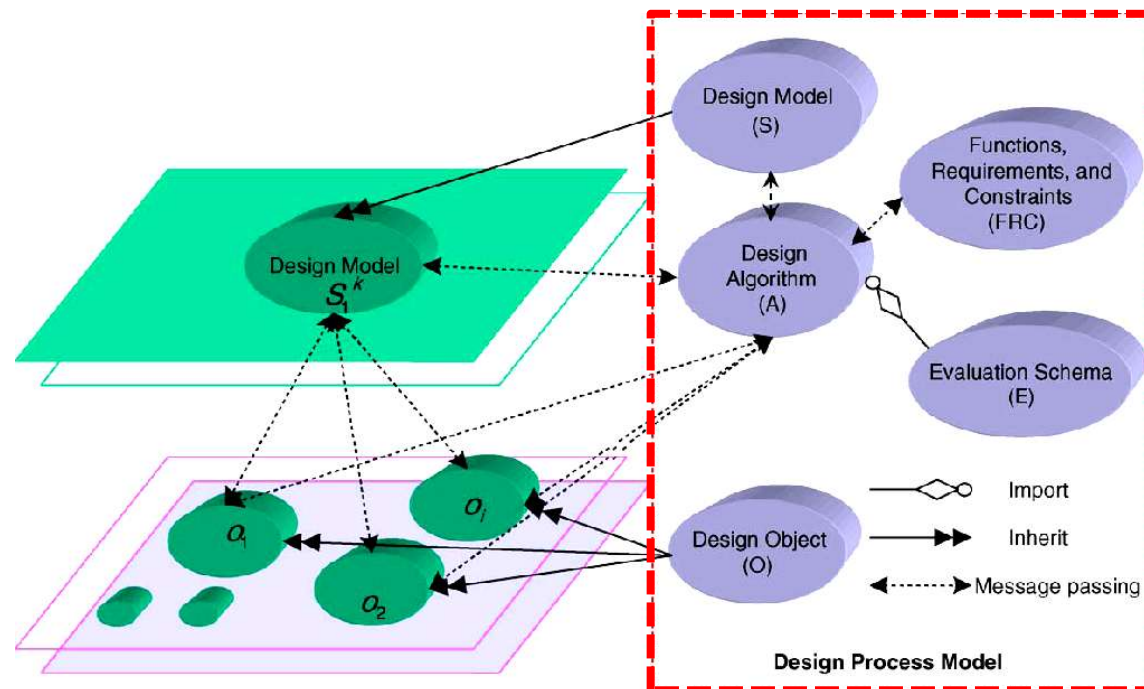 Design Model
(S)
Functions,
Requirements, and
Constraints
(FRC)
Design Model
S₁ᵏ
Design
Algorithm
(A)
Evaluation Schema
(E)
o₁
o₂
oᵢ
Design Object
(O)
Import
Inherit
Message passing
Design Process Model